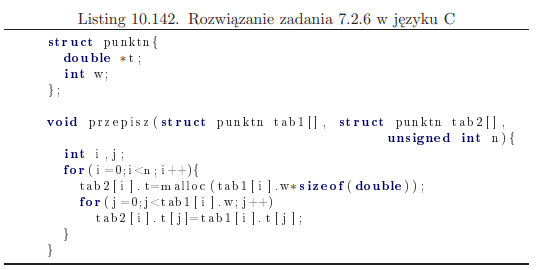 Listing 10.142. Rozwiązanie zadania 7.2.6 w języku C
struct punktn{
double *t;
int w;
};
void przepisz(struct punktn tab1[], struct punktn tab2[],
unsigned int n){
int i,j;
for(i=0;i<n;i++){
tab2[i].t=malloc(tab1[i].w*sizeof(double));
for(j=0;j<tab1[i].w;j++)
tab2[i].t[j]=tab1[i].t[j];
}
}